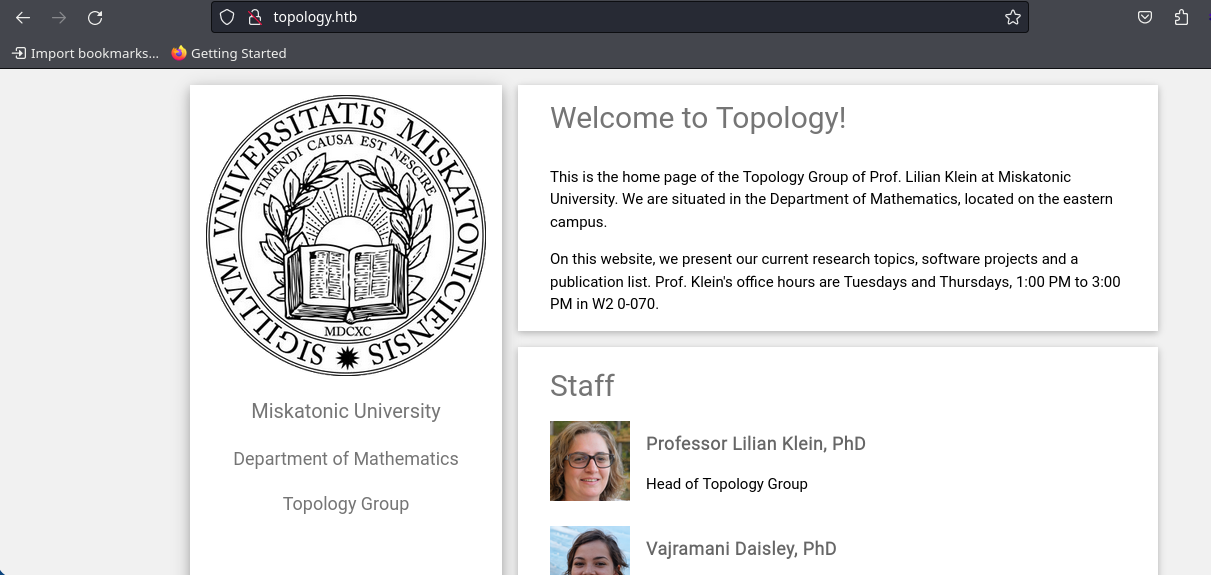 topology.htb
Import bookmarks...
Getting Started
SIGILLVM VNIVERSITATIS MISKATONICIENSIS
TIMENDI CAUSA EST NESCIRE
MDCXC
Miskatonic University
Department of Mathematics
Topology Group
Welcome to Topology!
This is the home page of the Topology Group of Prof. Lilian Klein at Miskatonic
University. We are situated in the Department of Mathematics, located on the eastern
campus.
On this website, we present our current research topics, software projects and a
publication list. Prof. Klein's office hours are Tuesdays and Thursdays, 1:00 PM to 3:00
PM in W2 0-070.
Staff
Professor Lilian Klein, PhD
Head of Topology Group
Vajramani Daisley, PhD